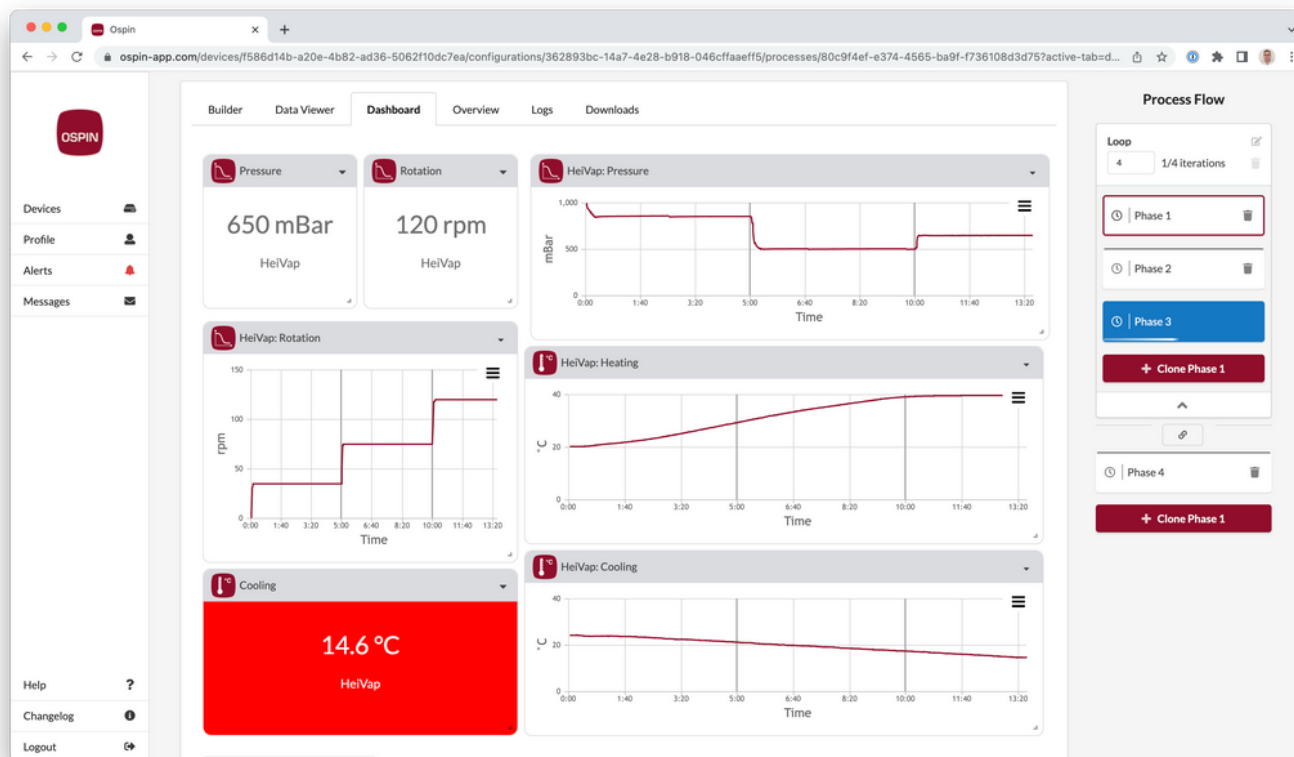 Ospin
ospin-app.com/devices/f586d14b-a20e-4b82-ad36-5062f10dc7ea/configurations/362893bc-14a7-4e28-b918-046cffaaeff5/processes/80c9f4ef-e374-4565-ba9f-f736108d3d75?active-tab=d...
OSPIN
Devices
Profile
Alerts
Messages
Help
Changelog
Logout
Builder Data Viewer Dashboard Overview Logs Downloads
Pressure
650 mBar
HeiVap
Rotation
120 rpm
HeiVap
HeiVap: Pressure
1,000
500
0
mBar
0:00 1:40 3:20 5:00 6:40 8:20 10:00 11:40 13:20
Time
HeiVap: Rotation
150
100
50
0
rpm
0:00 1:40 3:20 5:00 6:40 8:20 10:00 11:40 13:20
Time
HeiVap: Heating
40
20
0
°C
0:00 1:40 3:20 5:00 6:40 8:20 10:00 11:40 13:20
Time
Cooling
14.6 °C
HeiVap
HeiVap: Cooling
40
20
0
°C
0:00 1:40 3:20 5:00 6:40 8:20 10:00 11:40 13:20
Time
Process Flow
Loop
4 1/4 iterations
Phase 1
Phase 2
Phase 3
+ Clone Phase 1
Phase 4
+ Clone Phase 1